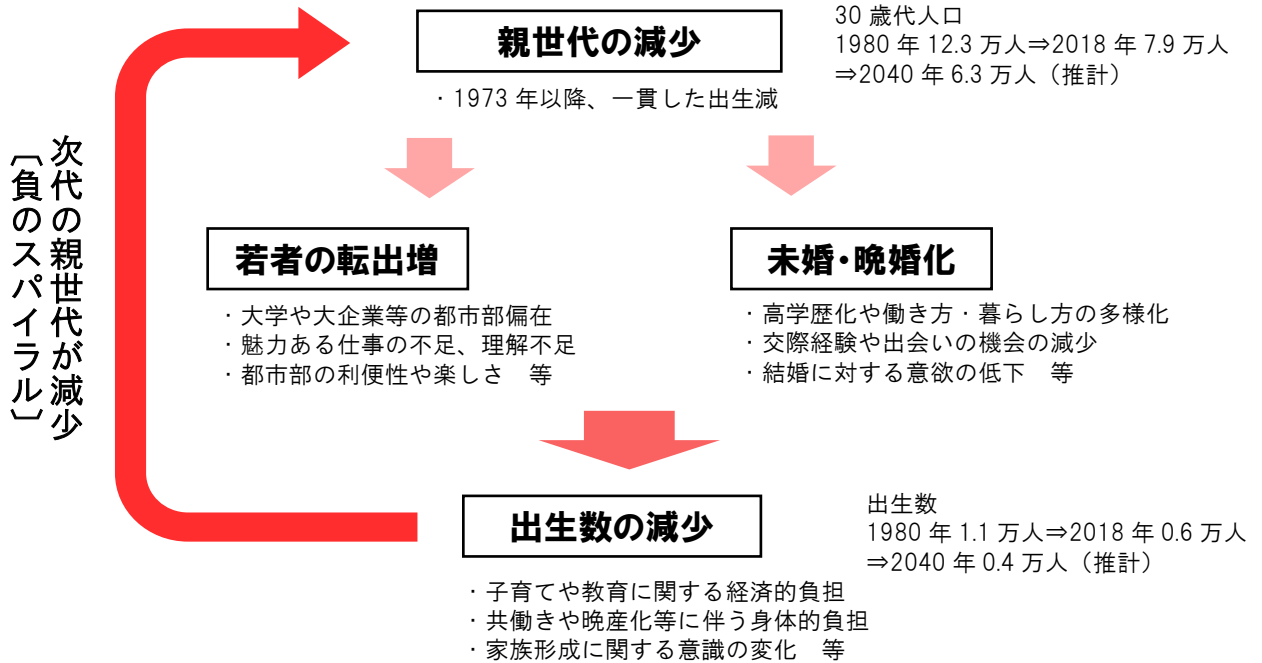 親世代の減少
・1973 年以降、一貫した出生減
30 歳代人口
1980 年 12.3 万人⇒2018 年 7.9 万人
⇒2040 年 6.3 万人（推計）
若者の転出増
・大学や大企業等の都市部偏在
・魅力ある仕事の不足、理解不足
・都市部の利便性や楽しさ　等
未婚・晩婚化
・高学歴化や働き方・暮らし方の多様化
・交際経験や出会いの機会の減少
・結婚に対する意欲の低下　等
出生数の減少
・子育てや教育に関する経済的負担
・共働きや晩産化等に伴う身体的負担
・家族形成に関する意識の変化　等
出生数
1980 年 1.1 万人⇒2018 年 0.6 万人
⇒2040 年 0.4 万人（推計）
次代の親世代が減少
〔負のスパイラル〕